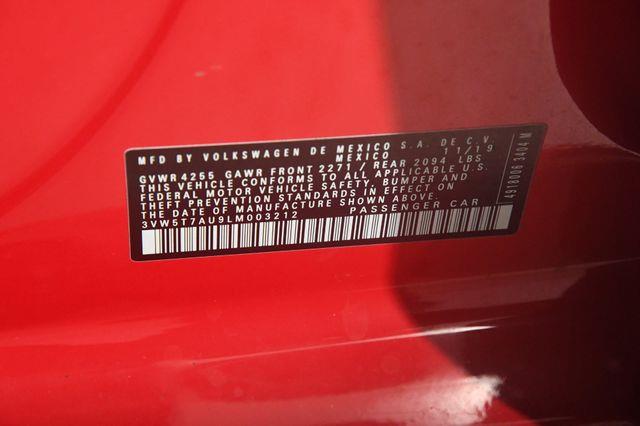 MFD BY VOLKSWAGEN DE MEXICO S.A. DE C.V.
MEXICO 11/19
GVWR 4255 GAWR FRONT 2271 / REAR 2094 LBS
THIS VEHICLE CONFORMS TO ALL APPLICABLE U.S.
FEDERAL MOTOR VEHICLE SAFETY, BUMPER AND
THEFT PREVENTION STANDARDS IN EFFECT ON
THE DATE OF MANUFACTURE SHOWN ABOVE.
3VW5T7AU9LM003212 PASSENGER CAR
4918006 3404 M